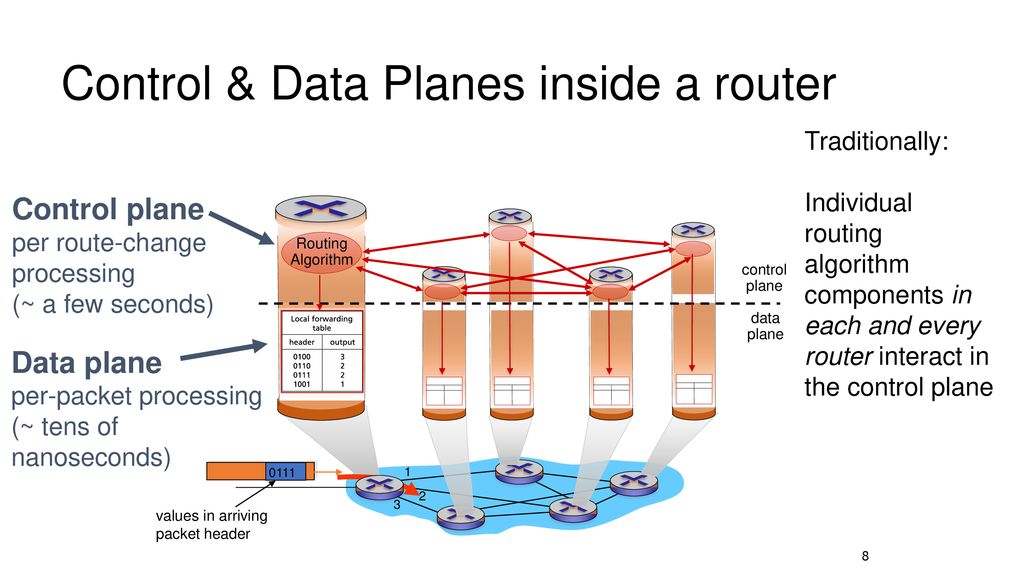 Control & Data Planes inside a router
Traditionally:
Individual
routing
algorithm
components in
each and every
router interact in
the control plane
Control plane
per route-change
processing
(~ a few seconds)
Data plane
per-packet processing
(~ tens of
nanoseconds)
Routing
Algorithm
control
plane
data
plane
Local forwarding
table
header output
0100 3
0110 2
0111 2
1001 1
0111
1
2
3
values in arriving
packet header
8